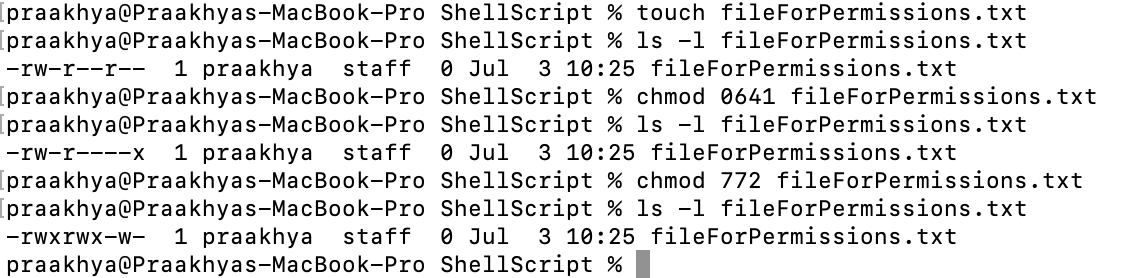 [praakhya@Praakhyas-MacBook-Pro ShellScript % touch fileForPermissions.txt
[praakhya@Praakhyas-MacBook-Pro ShellScript % ls -l fileForPermissions.txt
-rw-r--r--  1 praakhya  staff  0 Jul  3 10:25 fileForPermissions.txt
[praakhya@Praakhyas-MacBook-Pro ShellScript % chmod 0641 fileForPermissions.txt
[praakhya@Praakhyas-MacBook-Pro ShellScript % ls -l fileForPermissions.txt
-rw-r----x  1 praakhya  staff  0 Jul  3 10:25 fileForPermissions.txt
[praakhya@Praakhyas-MacBook-Pro ShellScript % chmod 772 fileForPermissions.txt
[praakhya@Praakhyas-MacBook-Pro ShellScript % ls -l fileForPermissions.txt
-rwxrwx-w-  1 praakhya  staff  0 Jul  3 10:25 fileForPermissions.txt
praakhya@Praakhyas-MacBook-Pro ShellScript %